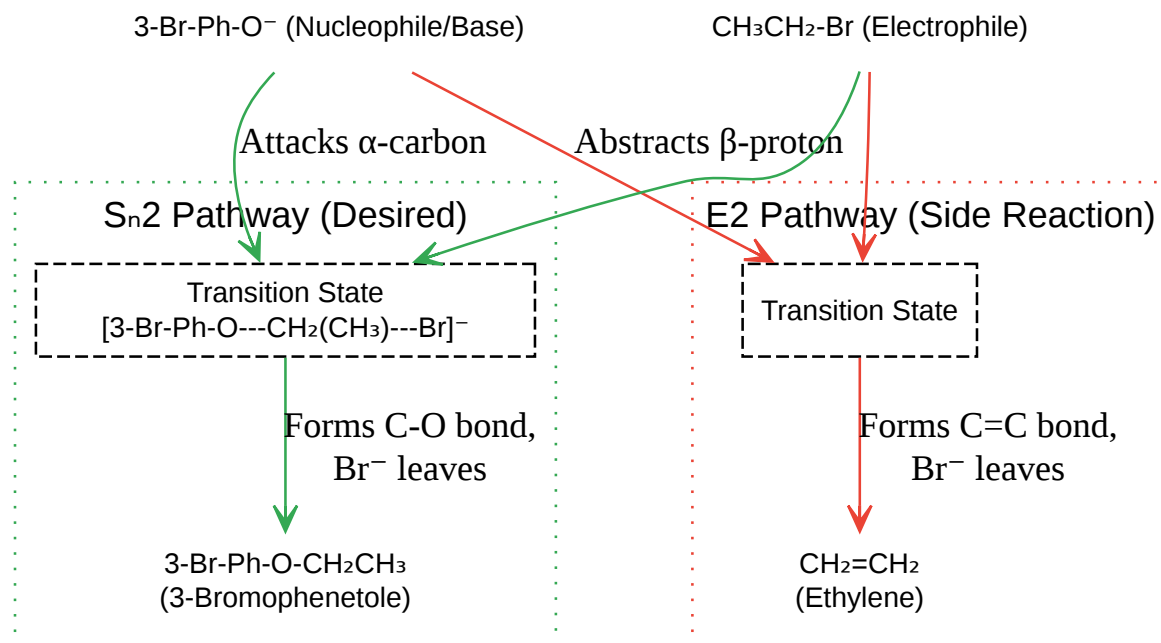 3-Br-Ph-O⁻ (Nucleophile/Base)
CH₃CH₂-Br (Electrophile)
Attacks α-carbon
Abstracts β-proton
Sₙ2 Pathway (Desired)
E2 Pathway (Side Reaction)
Transition State
[3-Br-Ph-O---CH₂(CH₃)---Br]⁻
Transition State
Forms C-O bond,
Br⁻ leaves
Forms C=C bond,
Br⁻ leaves
3-Br-Ph-O-CH₂CH₃
(3-Bromophenetole)
CH₂=CH₂
(Ethylene)